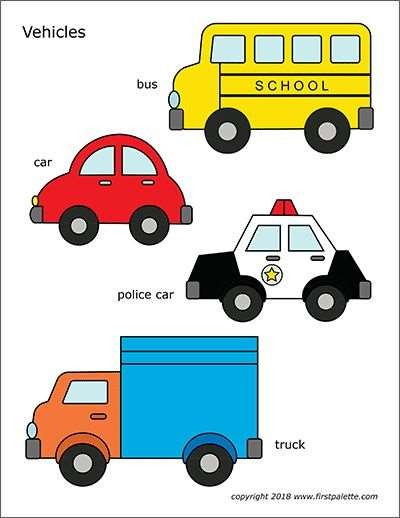 Vehicles
bus
SCHOOL
car
police car
truck
copyright 2018 www.firstpalette.com